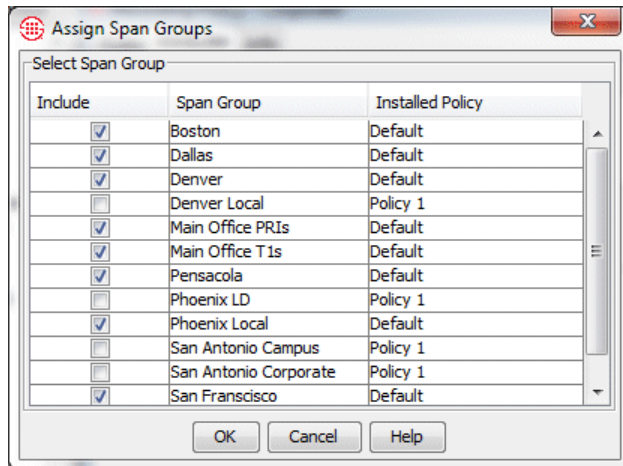 Assign Span Groups
Select Span Group
Include Span Group Installed Policy
Boston Default
Dallas Default
Denver Default
Denver Local Policy 1
Main Office PRIs Default
Main Office T1s Default
Pensacola Default
Phoenix LD Policy 1
Phoenix Local Default
San Antonio Campus Policy 1
San Antonio Corporate Policy 1
San Franscisco Default
OK Cancel Help